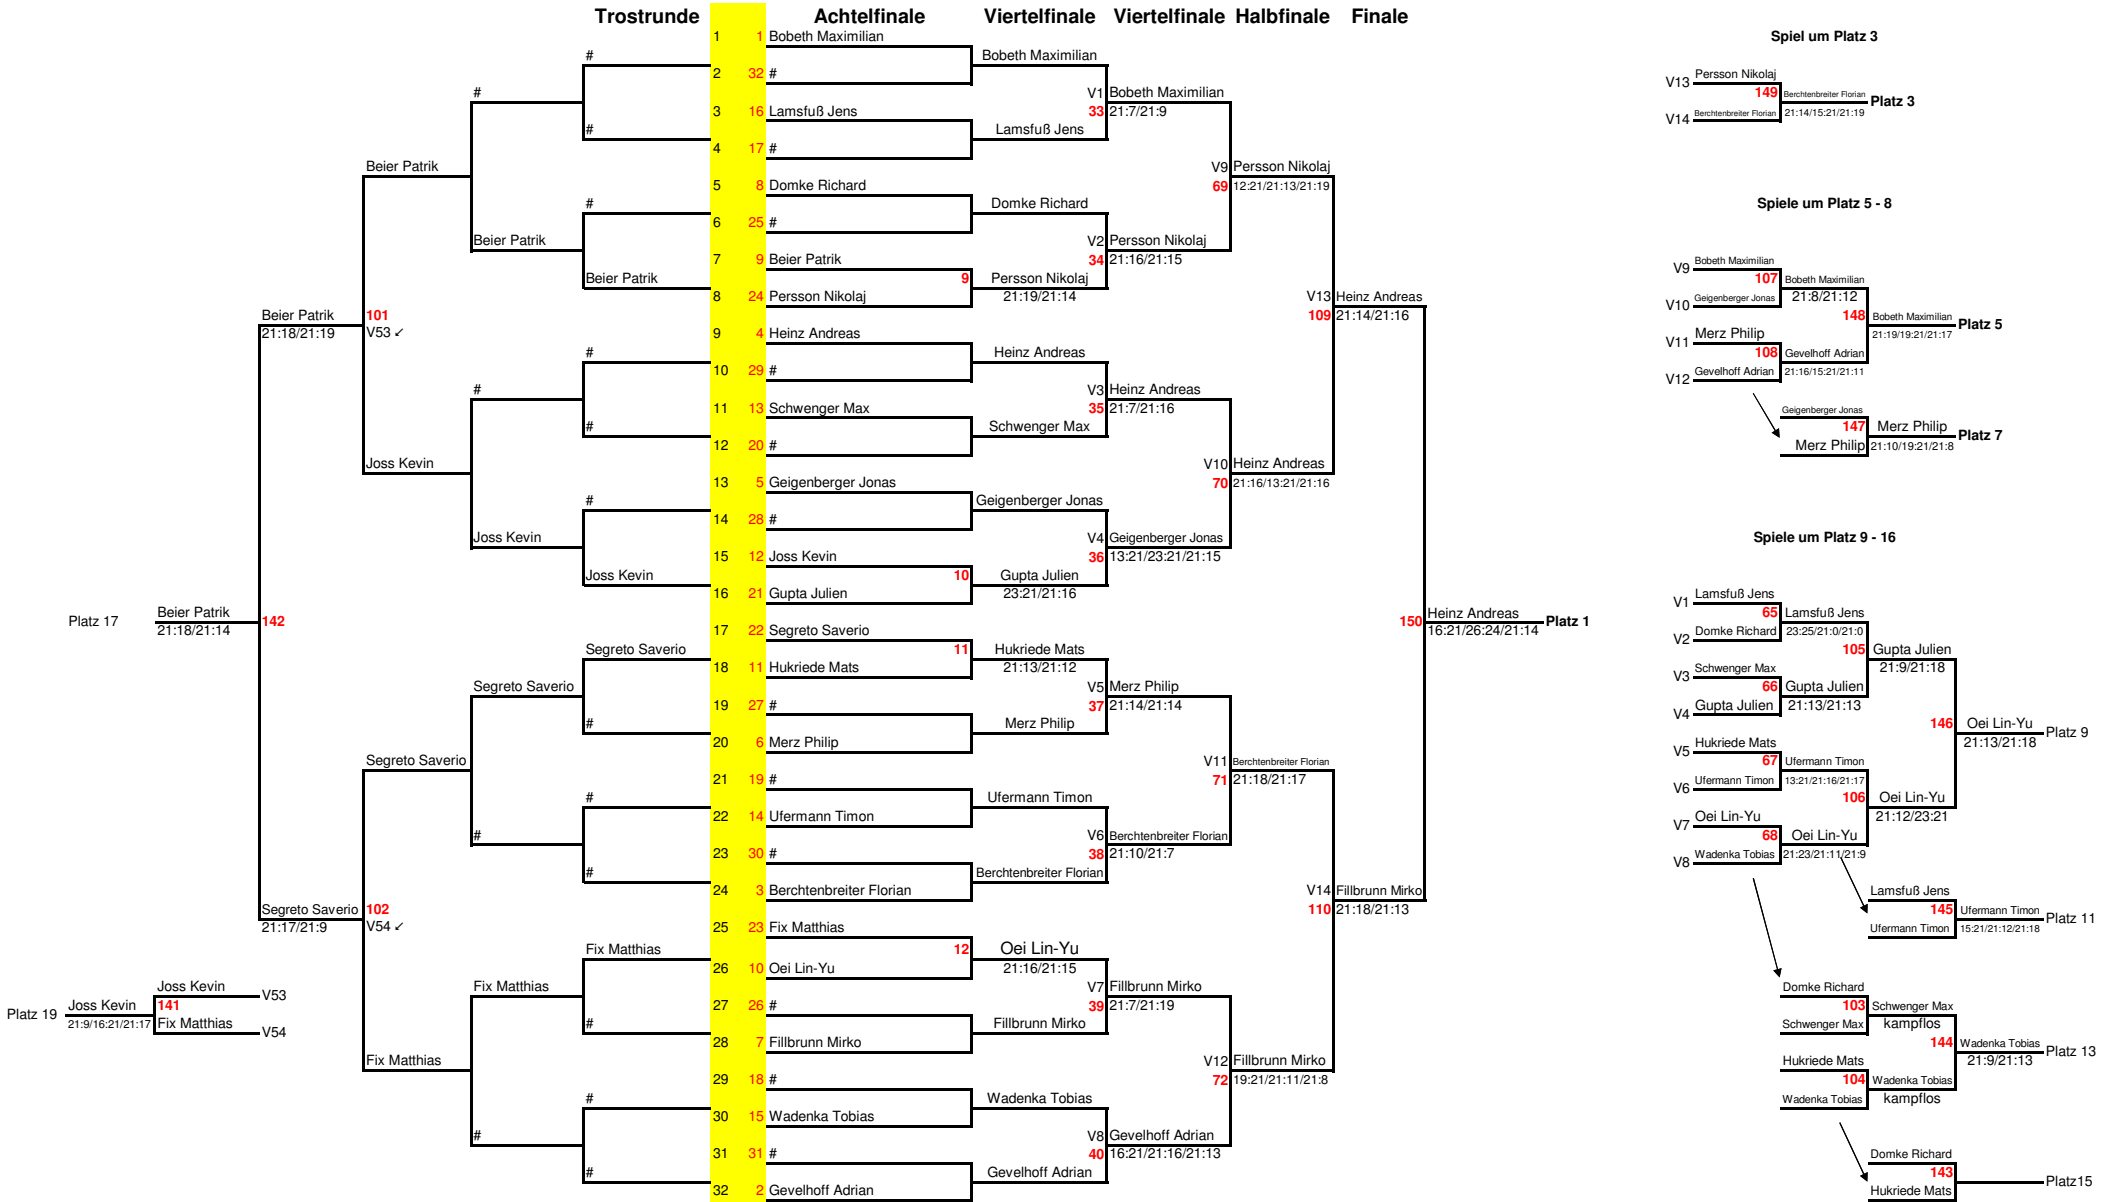 Trostrunde Achtelfinale Viertelfinale Viertelfinale Halbfinale Finale
1 1 Bobeth Maximilian
2 32 #
3 16 Lamsfuß Jens
4 17 #
5 8 Domke Richard
6 25 #
7 9 Beier Patrik
8 24 Persson Nikolaj
9 4 Heinz Andreas
10 29 #
11 13 Schwenger Max
12 20 #
13 5 Geigenberger Jonas
14 28 #
15 12 Joss Kevin
16 21 Gupta Julien
17 22 Segreto Saverio
18 11 Hukriede Mats
19 27 #
20 6 Merz Philip
21 19 #
22 14 Ufermann Timon
23 30 #
24 3 Berchtenbreiter Florian
25 23 Fix Matthias
26 10 Oei Lin-Yu
27 26 #
28 7 Fillbrunn Mirko
29 18 #
30 15 Wadenka Tobias
31 31 #
32 2 Gevelhoff Adrian
#
#
#
Beier Patrik
#
#
Joss Kevin
Segreto Saverio
#
#
#
Fix Matthias
#
#
#
#
Beier Patrik
#
Joss Kevin
Segreto Saverio
#
Fix Matthias
#
Beier Patrik
Joss Kevin
Segreto Saverio
Fix Matthias
101
V53 ↙
102
V54 ↙
Beier Patrik
21:18/21:19
Segreto Saverio
21:17/21:9
142
Platz 17
Beier Patrik
21:18/21:14
Platz 19
Joss Kevin
21:9/16:21/21:17
Joss Kevin V53
141
Fix Matthias V54
Bobeth Maximilian
Lamsfuß Jens
Domke Richard
9 Persson Nikolaj
21:19/21:14
Heinz Andreas
Schwenger Max
Geigenberger Jonas
10 Gupta Julien
23:21/21:16
11 Hukriede Mats
21:13/21:12
Merz Philip
Ufermann Timon
Berchtenbreiter Florian
12 Oei Lin-Yu
21:16/21:15
Fillbrunn Mirko
Wadenka Tobias
Gevelhoff Adrian
V1 Bobeth Maximilian
33 21:7/21:9
V2 Persson Nikolaj
34 21:16/21:15
V3 Heinz Andreas
35 21:7/21:16
V4 Geigenberger Jonas
36 13:21/23:21/21:15
V5 Merz Philip
37 21:14/21:14
V6 Berchtenbreiter Florian
38 21:10/21:7
V7 Fillbrunn Mirko
39 21:7/21:19
V8 Gevelhoff Adrian
40 16:21/21:16/21:13
V9 Persson Nikolaj
69 12:21/21:13/21:19
V10 Heinz Andreas
70 21:16/13:21/21:16
V11 Berchtenbreiter Florian
71 21:18/21:17
V12 Fillbrunn Mirko
72 19:21/21:11/21:8
V13 Heinz Andreas
109 21:14/21:16
V14 Fillbrunn Mirko
110 21:18/21:13
150 Heinz Andreas Platz 1
16:21/26:24/21:14
Spiel um Platz 3
V13 Persson Nikolaj
149 Berchtenbreiter Florian Platz 3
V14 Berchtenbreiter Florian 21:14/15:21/21:19
Spiele um Platz 5 - 8
V9 Bobeth Maximilian
107 Bobeth Maximilian
V10 Geigenberger Jonas 21:8/21:12
148 Bobeth Maximilian Platz 5
21:19/19:21/21:17
V11 Merz Philip
108 Gevelhoff Adrian
V12 Gevelhoff Adrian 21:16/15:21/21:11
Geigenberger Jonas
147 Merz Philip Platz 7
Merz Philip 21:10/19:21/21:8
Spiele um Platz 9 - 16
V1 Lamsfuß Jens
65 Lamsfuß Jens
V2 Domke Richard 23:25/21:0/21:0
105 Gupta Julien
21:9/21:18
V3 Schwenger Max
66 Gupta Julien
V4 Gupta Julien 21:13/21:13
146 Oei Lin-Yu Platz 9
21:13/21:18
V5 Hukriede Mats
67 Ufermann Timon
V6 Ufermann Timon 13:21/21:16/21:17
106 Oei Lin-Yu
21:12/23:21
V7 Oei Lin-Yu
68 Oei Lin-Yu
V8 Wadenka Tobias 21:23/21:11/21:9
Lamsfuß Jens
145 Ufermann Timon Platz 11
Ufermann Timon 15:21/21:12/21:18
Domke Richard
103 Schwenger Max
Schwenger Max kampflos
144 Wadenka Tobias Platz 13
21:9/21:13
Hukriede Mats
104 Wadenka Tobias
Wadenka Tobias kampflos
Domke Richard
143 Platz15
Hukriede Mats